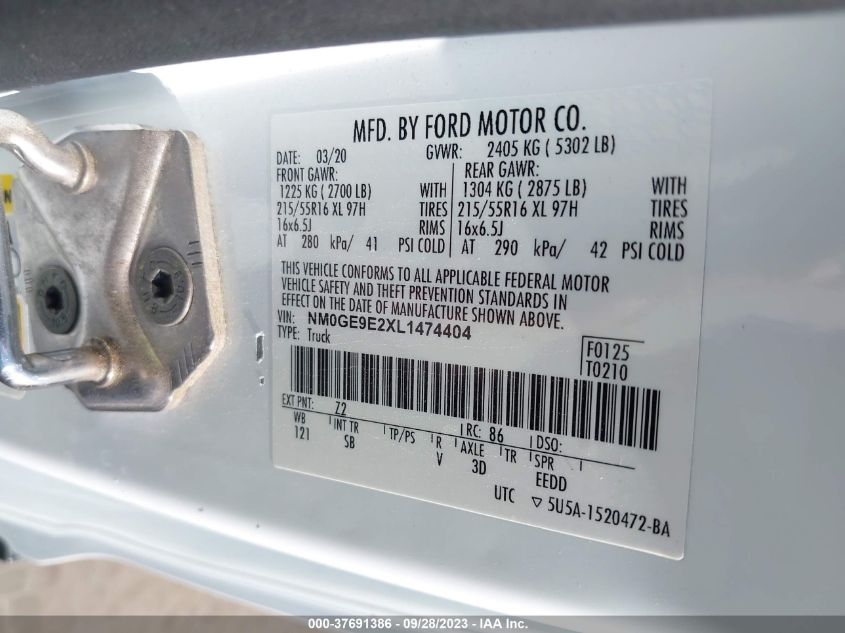 MFD. BY FORD MOTOR CO.
DATE: 03/20 GVWR: 2405 KG ( 5302 LB)
FRONT GAWR: REAR GAWR:
1225 KG ( 2700 LB) WITH 1304 KG ( 2875 LB) WITH
215/55R16 XL 97H TIRES 215/55R16 XL 97H TIRES
16x6.5J RIMS 16x6.5J RIMS
AT 280 kPa/ 41 PSI COLD AT 290 kPa/ 42 PSI COLD
THIS VEHICLE CONFORMS TO ALL APPLICABLE FEDERAL MOTOR
VEHICLE SAFETY AND THEFT PREVENTION STANDARDS IN
EFFECT ON THE DATE OF MANUFACTURE SHOWN ABOVE.
VIN: NM0GE9E2XL1474404
TYPE: Truck
F0125
T0210
EXT PNT: Z2 RC: 86 DSO:
WB INT TR TP/PS R AXLE TR SPR
121 SB V 3D EEDD
UTC ▽ 5U5A-1520472-BA
000-37691386 / 09/28/2023 / IAA Inc.